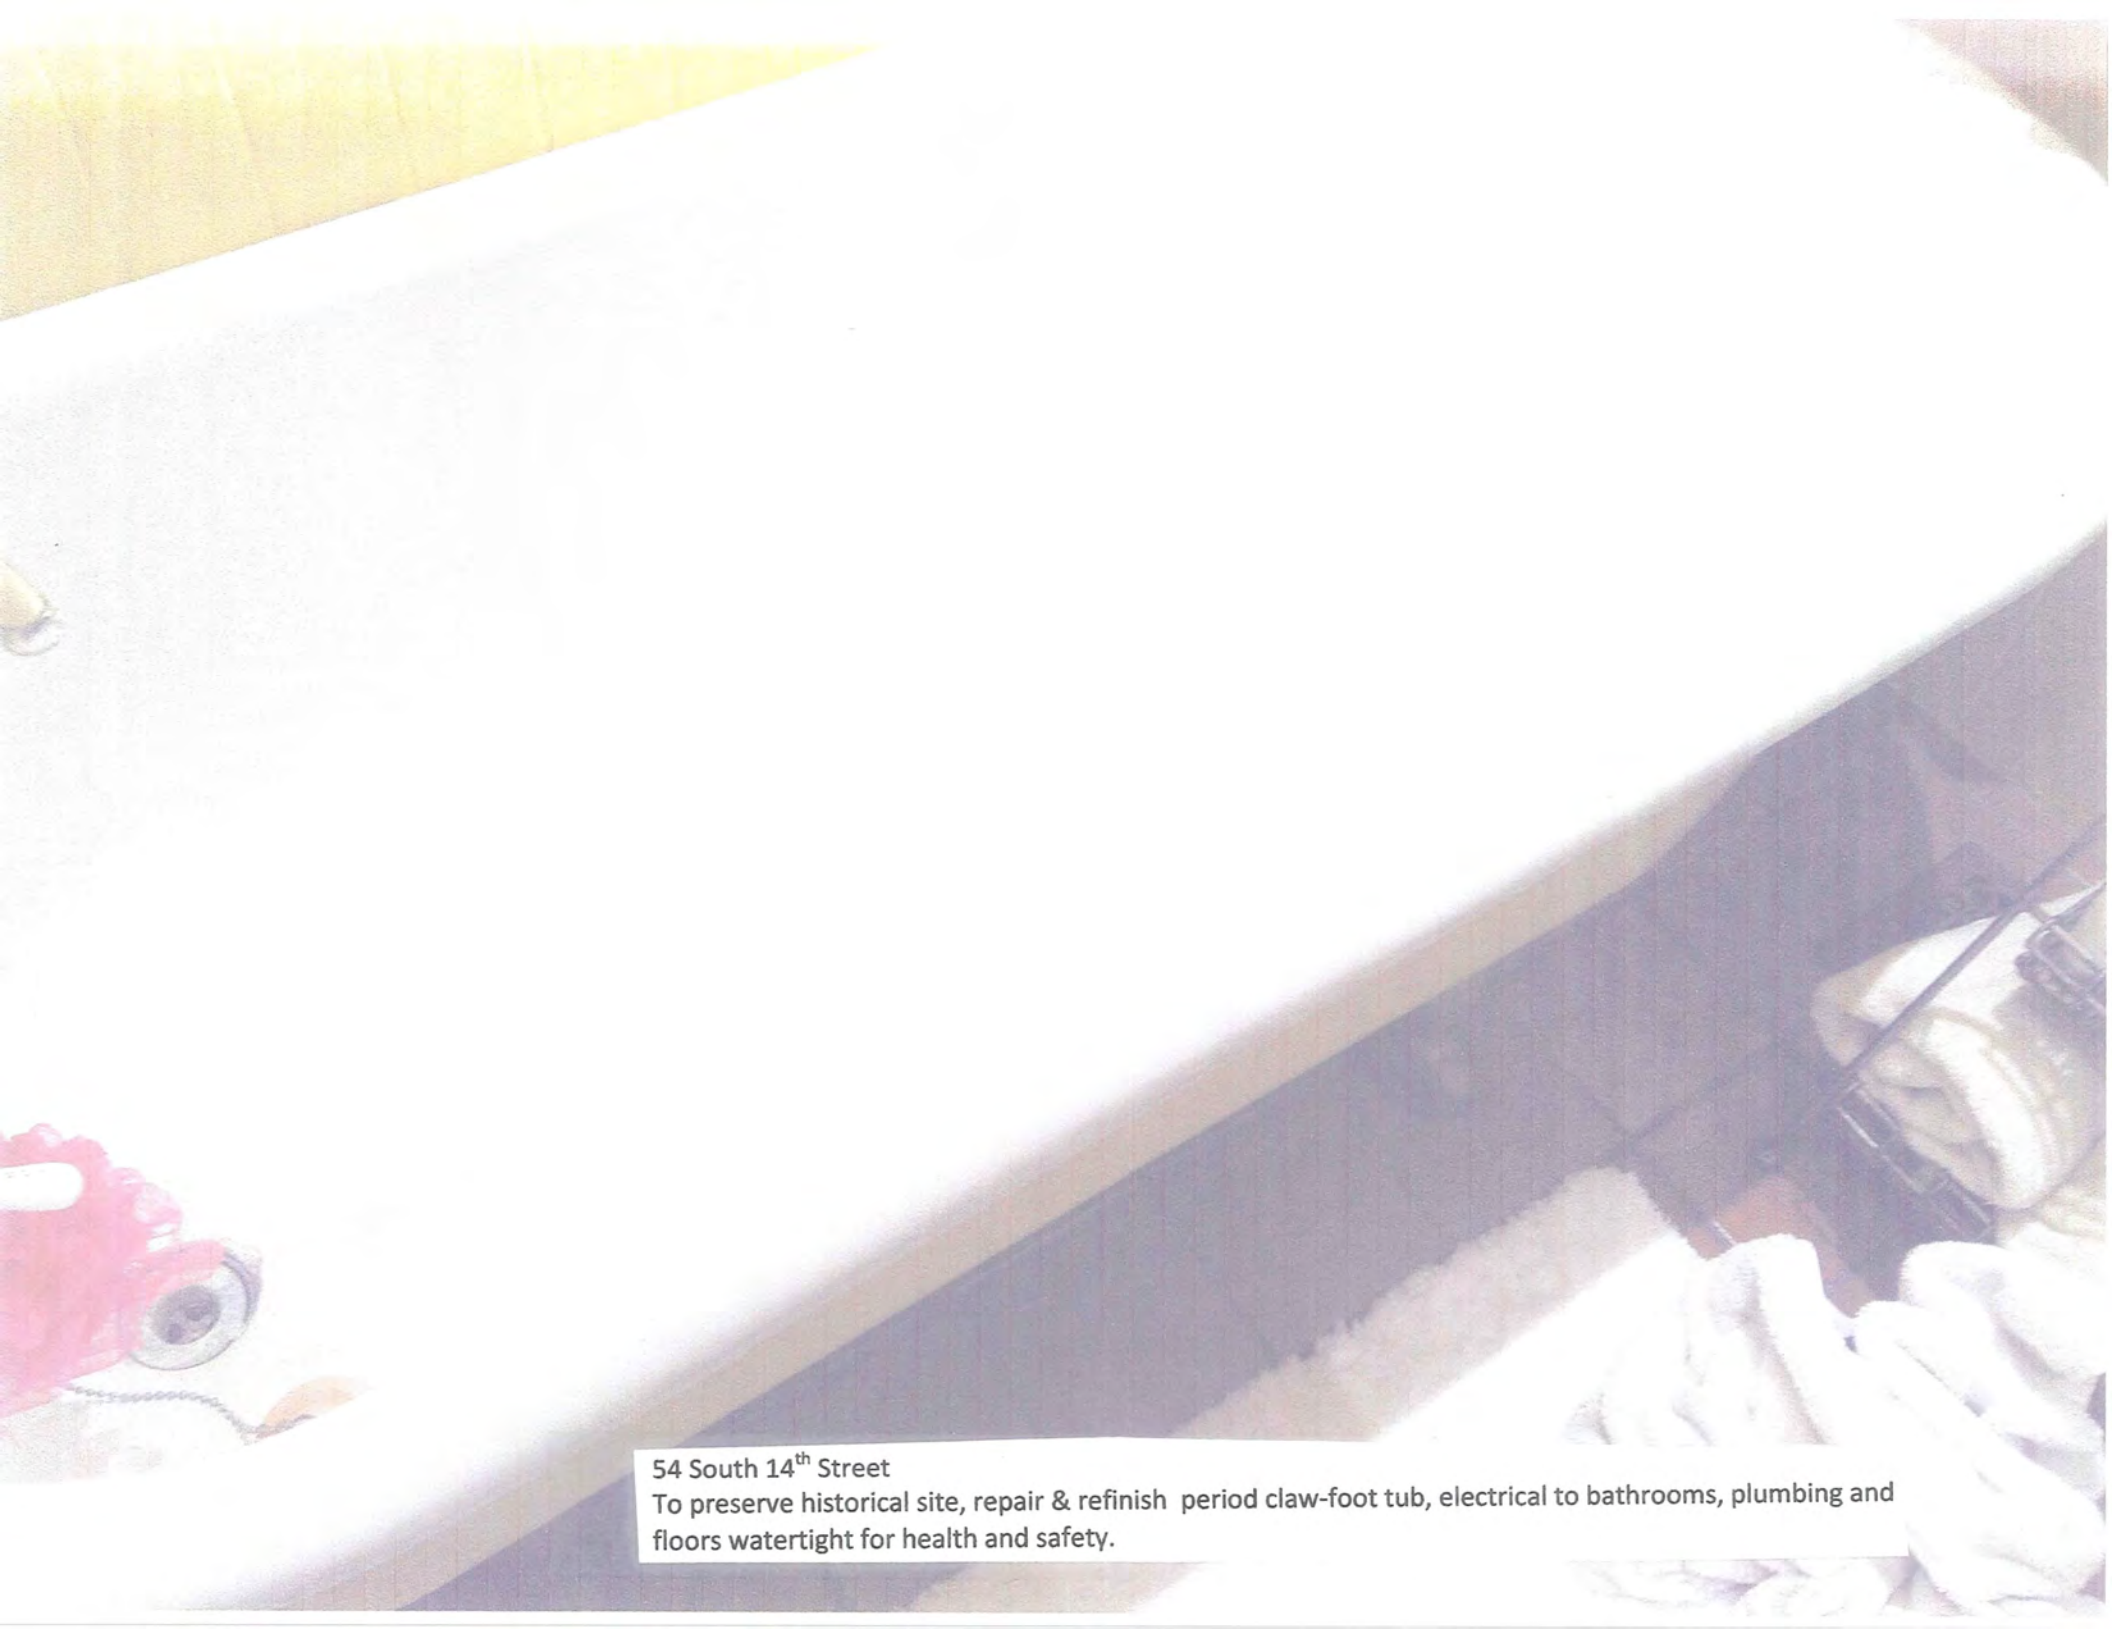 54 South 14th Street
To preserve historical site, repair & refinish  period claw-foot tub, electrical to bathrooms, plumbing and
floors watertight for health and safety.